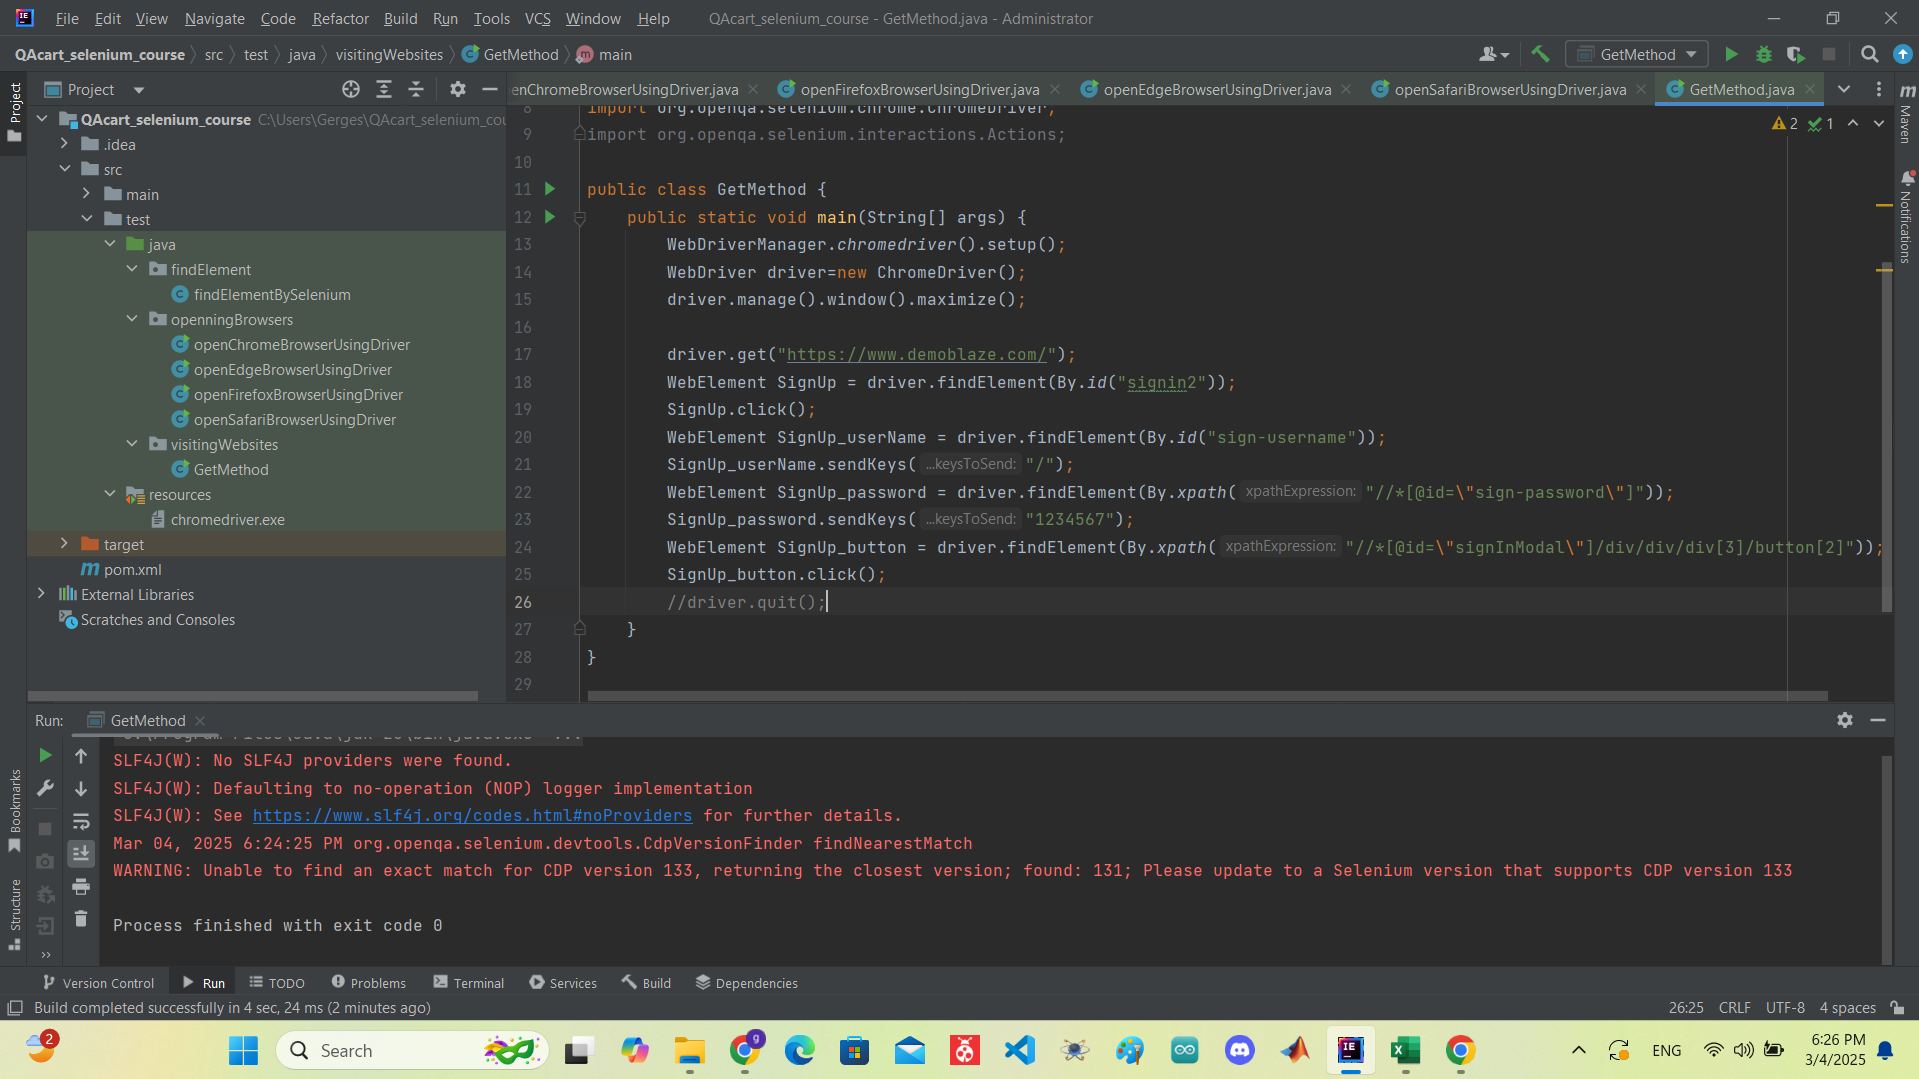 File Edit View Navigate Code Refactor Build Run Tools VCS Window Help QAcart_selenium_course - GetMethod.java - Administrator
QAcart_selenium_course src test java visitingWebsites GetMethod main GetMethod
Project
openFirefoxBrowserUsingDriver.java openEdgeBrowserUsingDriver.java openSafariBrowserUsingDriver.java GetMethod.java
Project
Maven
Notifications
Bookmarks
Structure
QAcart_selenium_course C:\Users\Gerges\QAcart_selenium_cou
.idea
src
main
test
java
findElement
findElementBySelenium
openningBrowsers
openChromeBrowserUsingDriver
openEdgeBrowserUsingDriver
openFirefoxBrowserUsingDriver
openSafariBrowserUsingDriver
visitingWebsites
GetMethod
resources
chromedriver.exe
target
pom.xml
External Libraries
Scratches and Consoles
2 1
8 import org.openqa.selenium.chrome.ChromeDriver;
9 import org.openqa.selenium.interactions.Actions;
10
11 public class GetMethod {
12 public static void main(String[] args) {
13 WebDriverManager.chromedriver().setup();
14 WebDriver driver=new ChromeDriver();
15 driver.manage().window().maximize();
16
17 driver.get("https://www.demoblaze.com/");
18 WebElement SignUp = driver.findElement(By.id("signin2"));
19 SignUp.click();
20 WebElement SignUp_userName = driver.findElement(By.id("sign-username"));
21 SignUp_userName.sendKeys( ...keysToSend: "/");
22 WebElement SignUp_password = driver.findElement(By.xpath( xpathExpression: "//*[@id=\"sign-password\"]"));
23 SignUp_password.sendKeys( ...keysToSend: "1234567");
24 WebElement SignUp_button = driver.findElement(By.xpath( xpathExpression: "//*[@id=\"signInModal\"]/div/div/div[3]/button[2]"));
25 SignUp_button.click();
26 //driver.quit();
27 }
28 }
29
Run: GetMethod
SLF4J(W): No SLF4J providers were found.
SLF4J(W): Defaulting to no-operation (NOP) logger implementation
SLF4J(W): See https://www.slf4j.org/codes.html#noProviders for further details.
Mar 04, 2025 6:24:25 PM org.openqa.selenium.devtools.CdpVersionFinder findNearestMatch
WARNING: Unable to find an exact match for CDP version 133, returning the closest version; found: 131; Please update to a Selenium version that supports CDP version 133
Process finished with exit code 0
Version Control Run TODO Problems Terminal Services Build Dependencies
Build completed successfully in 4 sec, 24 ms (2 minutes ago) 26:25 CRLF UTF-8 4 spaces
2 Search g ENG 6:26 PM
3/4/2025